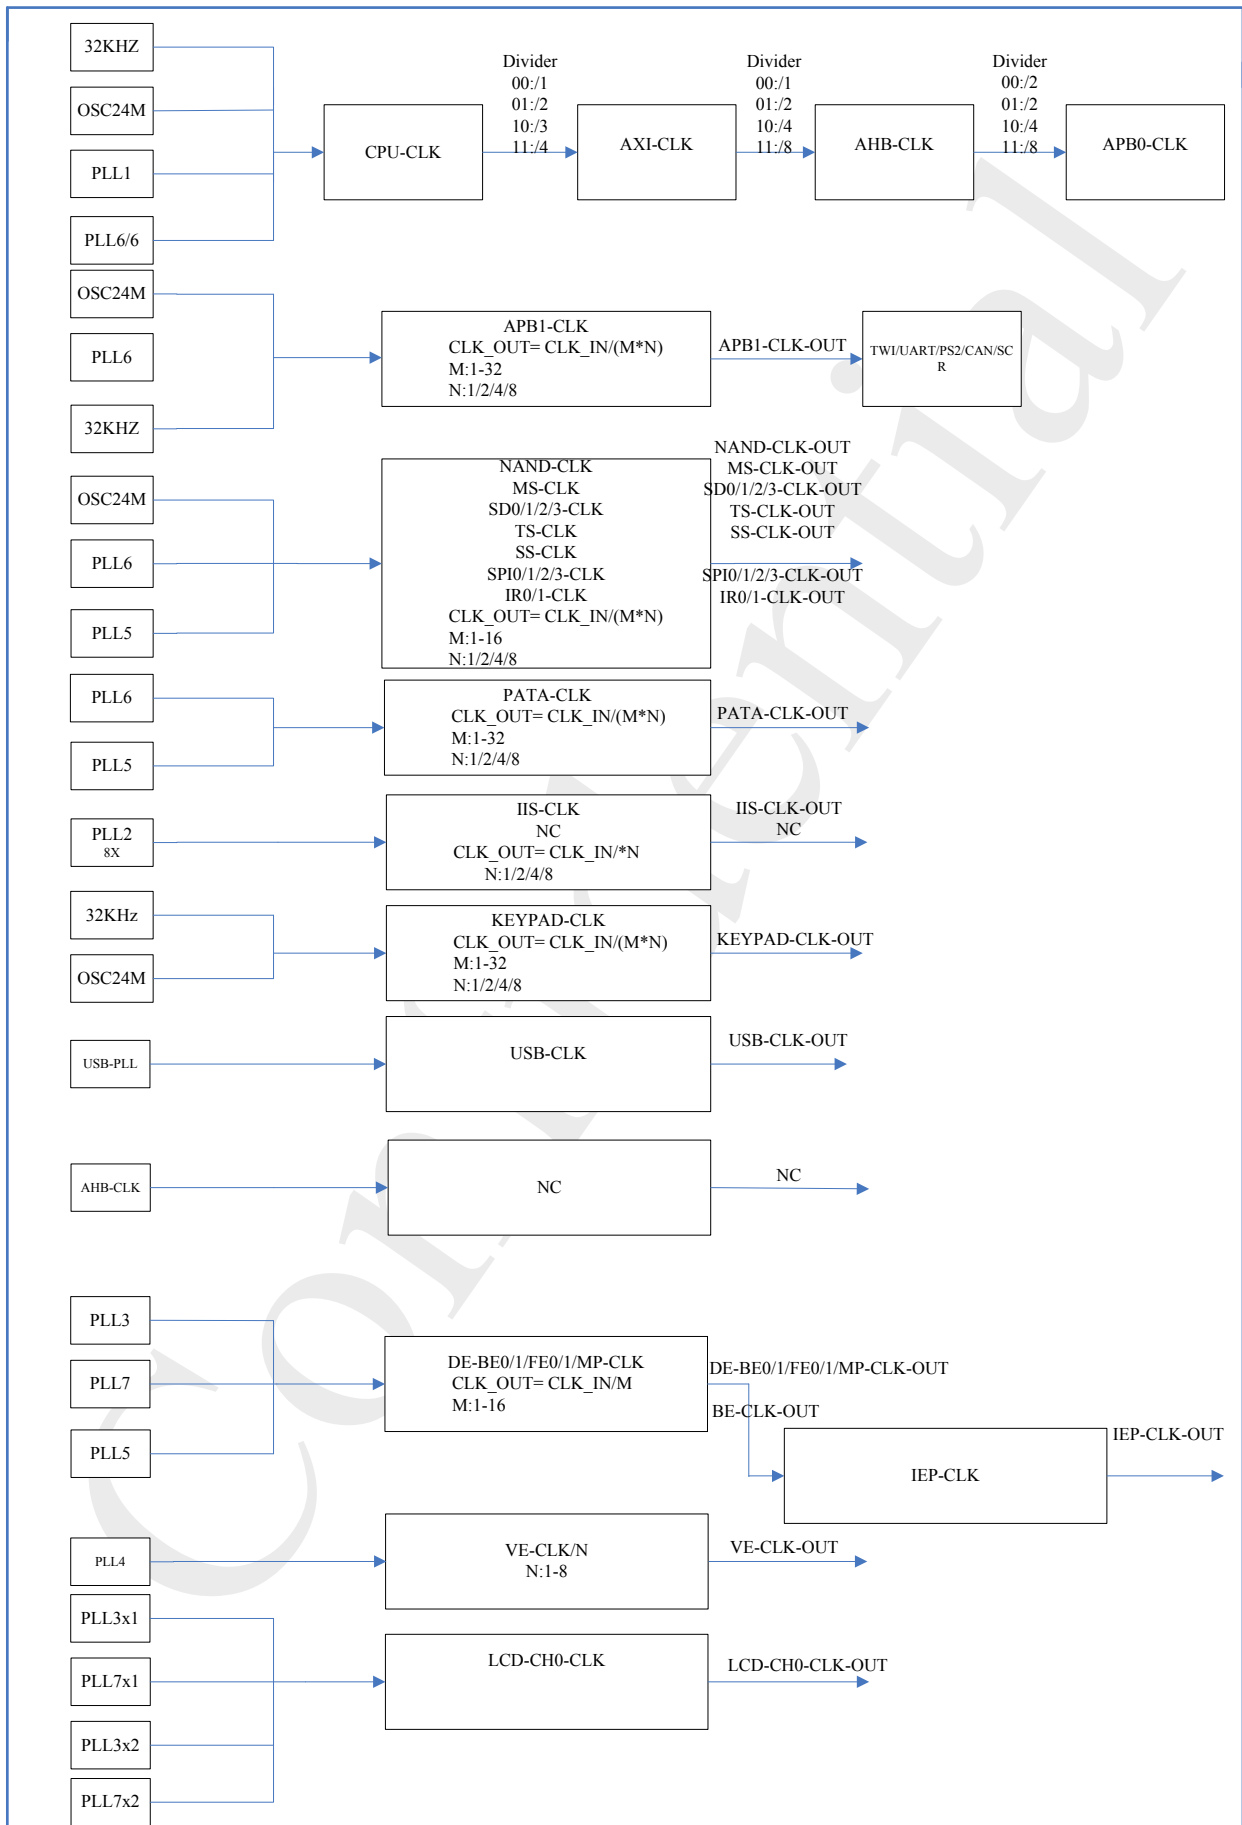 32KHZ
OSC24M
PLL1
PLL6/6
CPU-CLK
Divider
00:/1
01:/2
10:/3
11:/4
AXI-CLK
Divider
00:/1
01:/2
10:/4
11:/8
AHB-CLK
Divider
00:/2
01:/2
10:/4
11:/8
APB0-CLK
OSC24M
PLL6
32KHZ
APB1-CLK
CLK_OUT= CLK_IN/(M*N)
M:1-32
N:1/2/4/8
APB1-CLK-OUT
TWI/UART/PS2/CAN/SC
R
OSC24M
PLL6
PLL5
NAND-CLK
MS-CLK
SD0/1/2/3-CLK
TS-CLK
SS-CLK
SPI0/1/2/3-CLK
IR0/1-CLK
CLK_OUT= CLK_IN/(M*N)
M:1-16
N:1/2/4/8
NAND-CLK-OUT
MS-CLK-OUT
SD0/1/2/3-CLK-OUT
TS-CLK-OUT
SS-CLK-OUT
SPI0/1/2/3-CLK-OUT
IR0/1-CLK-OUT
PLL6
PLL5
PATA-CLK
CLK_OUT= CLK_IN/(M*N)
M:1-32
N:1/2/4/8
PATA-CLK-OUT
PLL2
8X
IIS-CLK
NC
CLK_OUT= CLK_IN/*N
N:1/2/4/8
IIS-CLK-OUT
NC
32KHz
OSC24M
KEYPAD-CLK
CLK_OUT= CLK_IN/(M*N)
M:1-32
N:1/2/4/8
KEYPAD-CLK-OUT
USB-PLL
USB-CLK
USB-CLK-OUT
AHB-CLK
NC
NC
PLL3
PLL7
PLL5
DE-BE0/1/FE0/1/MP-CLK
CLK_OUT= CLK_IN/M
M:1-16
DE-BE0/1/FE0/1/MP-CLK-OUT
BE-CLK-OUT
IEP-CLK
IEP-CLK-OUT
PLL4
VE-CLK/N
N:1-8
VE-CLK-OUT
PLL3x1
PLL7x1
PLL3x2
PLL7x2
LCD-CH0-CLK
LCD-CH0-CLK-OUT
Confidential